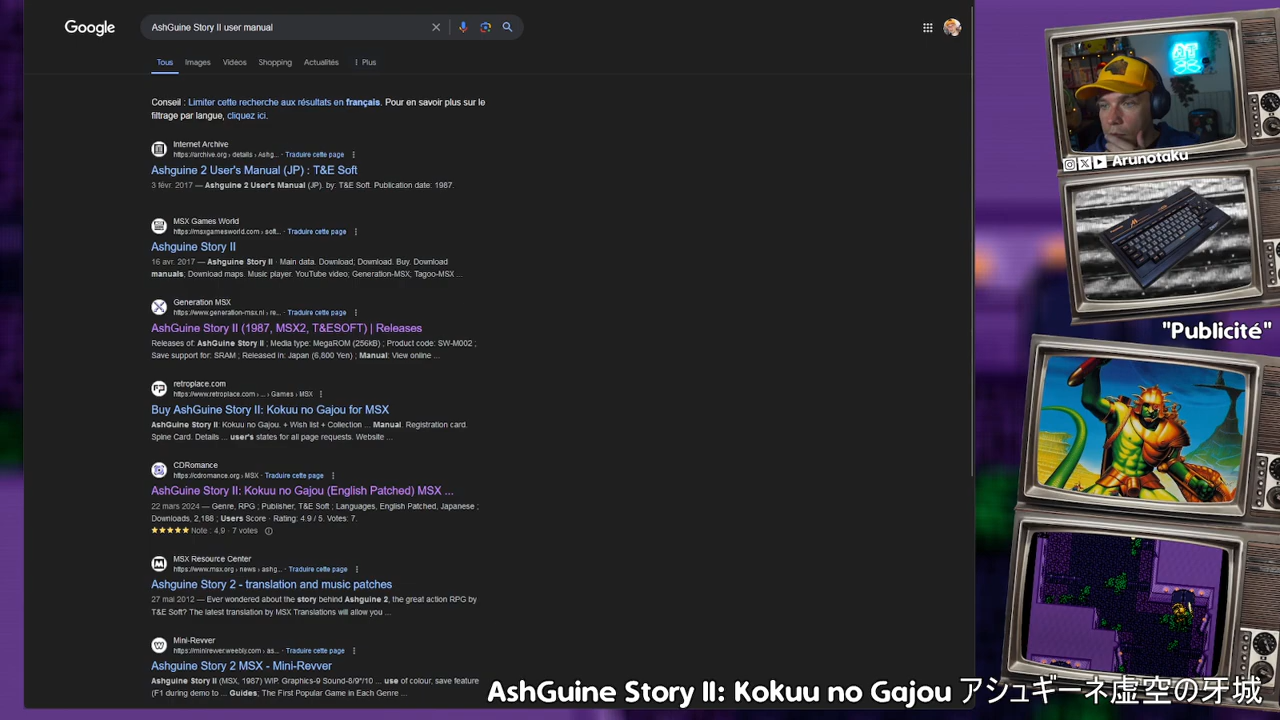 Google
AshGuine Story II user manual
Tous Images Vidéos Shopping Actualités Plus
Conseil : Limiter cette recherche aux résultats en français. Pour en savoir plus sur le
filtrage par langue, cliquez ici.
Internet Archive
https://archive.org › details › Ashg... · Traduire cette page
Ashguine 2 User's Manual (JP) : T&E Soft
3 févr. 2017 — Ashguine 2 User's Manual (JP). by: T&E Soft. Publication date: 1987.
MSX Games World
https://msxgamesworld.com › soft... · Traduire cette page
Ashguine Story II
16 avr. 2017 — Ashguine Story II · Main data. Download; Download. Buy. Download
manuals; Download maps. Music player. YouTube video; Generation-MSX; Tagoo-MSX ...
Generation MSX
https://www.generation-msx.nl › re... · Traduire cette page
AshGuine Story II (1987, MSX2, T&ESOFT) | Releases
Releases of: AshGuine Story II ; Media type: MegaROM (256kB) ; Product code: SW-M002 ;
Save support for: SRAM ; Released in: Japan (6,800 Yen) ; Manual: View online ...
retroplace.com
https://www.retroplace.com › ... › Games › MSX
Buy AshGuine Story II: Kokuu no Gajou for MSX
AshGuine Story II: Kokuu no Gajou. + Wish list + Collection ... Manual. Registration card.
Spine Card. Details ... user's states for all page requests. Website ...
CDRomance
https://cdromance.org › MSX · Traduire cette page
AshGuine Story II: Kokuu no Gajou (English Patched) MSX ...
22 mars 2024 — Genre, RPG ; Publisher, T&E Soft ; Languages, English Patched, Japanese ;
Downloads, 2,188 ; Users Score · Rating: 4.9 / 5. Votes: 7.
Note : 4,9 · 7 votes
MSX Resource Center
https://www.msx.org › news › ashg... · Traduire cette page
Ashguine Story 2 - translation and music patches
27 mai 2012 — Ever wondered about the story behind Ashguine 2, the great action RPG by
T&E Soft? The latest translation by MSX Translations will allow you ...
Mini-Revver
https://minirevver.weebly.com › as... · Traduire cette page
Ashguine Story 2 MSX - Mini-Revver
Ashguine Story II (MSX, 1987) WIP. Graphics-9 Sound-8/9*/10 ... use of colour, save feature
(F1 during demo to ... Guides, The First Popular Game in Each Genre ...
Arunotaku
"Publicité"
AshGuine Story II: Kokuu no Gajou アシュギーネ虚空の牙城